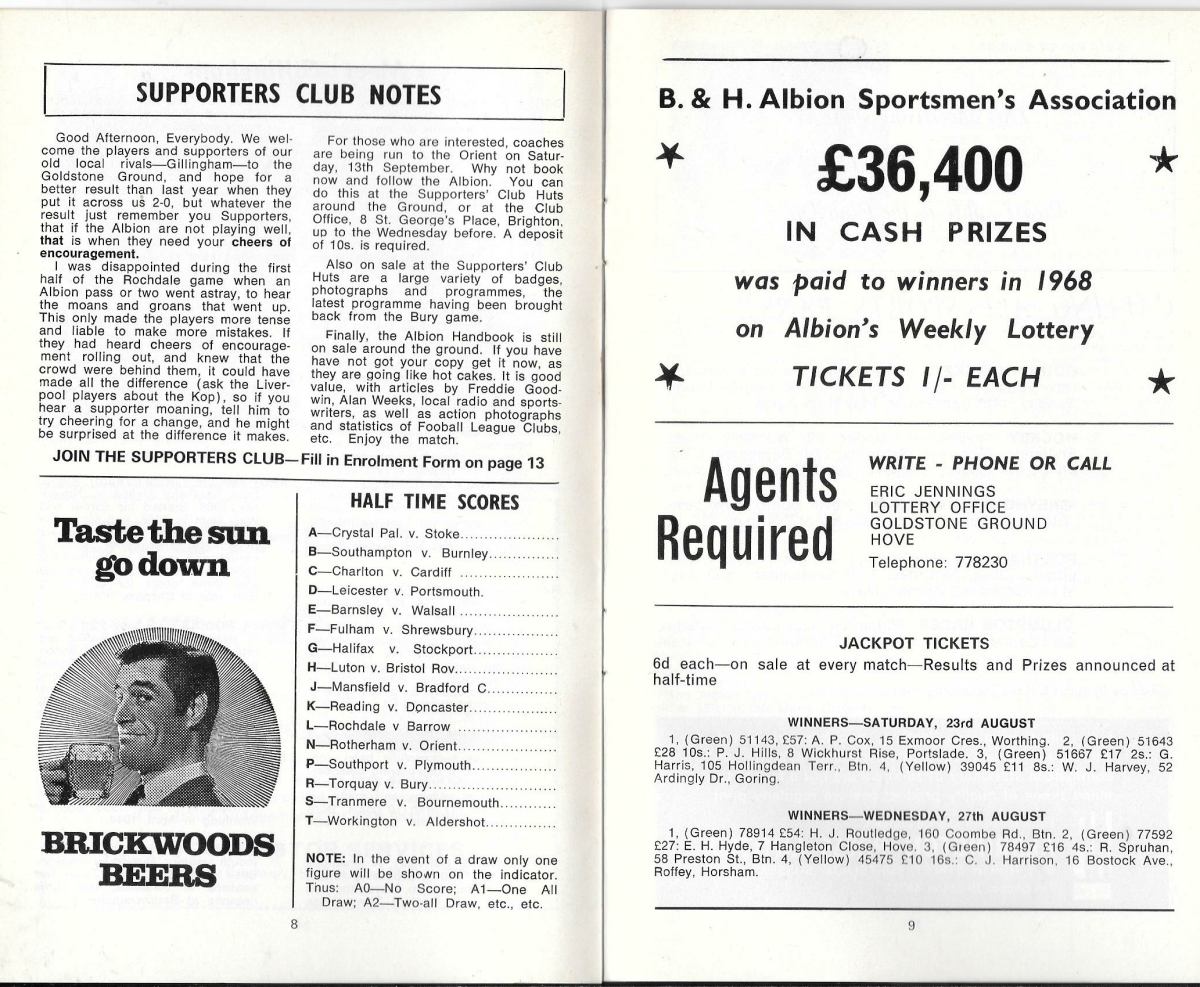 SUPPORTERS CLUB NOTES
Good Afternoon, Everybody. We wel-
come the players and supporters of our
old local rivals—Gillingham—to the
Goldstone Ground, and hope for a
better result than last year when they
put it across us 2-0, but whatever the
result just remember you Supporters,
that if the Albion are not playing well,
that is when they need your cheers of
encouragement.
I was disappointed during the first
half of the Rochdale game when an
Albion pass or two went astray, to hear
the moans and groans that went up.
This only made the players more tense
and liable to make more mistakes. If
they had heard cheers of encourage-
ment rolling out, and knew that the
crowd were behind them, it could have
made all the difference (ask the Liver-
pool players about the Kop), so if you
hear a supporter moaning, tell him to
try cheering for a change, and he might
be surprised at the difference it makes.
For those who are interested, coaches
are being run to the Orient on Satur-
day, 13th September. Why not book
now and follow the Albion. You can
do this at the Supporters' Club Huts
around the Ground, or at the Club
Office, 8 St. George's Place, Brighton,
up to the Wednesday before. A deposit
of 10s. is required.
Also on sale at the Supporters' Club
Huts are a large variety of badges,
photographs and programmes, the
latest programme having been brought
back from the Bury game.
Finally, the Albion Handbook is still
on sale around the ground. If you have
have not got your copy get it now, as
they are going like hot cakes. It is good
value, with articles by Freddie Good-
win, Alan Weeks, local radio and sports-
writers, as well as action photographs
and statistics of Fooball League Clubs,
etc. Enjoy the match.
JOIN THE SUPPORTERS CLUB—Fill in Enrolment Form on page 13
Taste the sun
go down
BRICKWOODS
BEERS
HALF TIME SCORES
A—Crystal Pal. v. Stoke......................
B—Southampton v. Burnley................
C—Charlton v. Cardiff ......................
D—Leicester v. Portsmouth.
E—Barnsley v. Walsall ......................
F—Fulham v. Shrewsbury...................
G—Halifax v. Stockport...................
H—Luton v. Bristol Rov.....................
J—Mansfield v. Bradford C................
K—Reading v. Doncaster....................
L—Rochdale v Barrow ......................
N—Rotherham v. Orient....................
P—Southport v. Plymouth..................
R—Torquay v. Bury..........................
S—Tranmere v. Bournemouth.............
T—Workington v. Aldershot................
NOTE: In the event of a draw only one
figure will be shown on the indicator.
Thus: A0—No Score; A1—One All
Draw; A2—Two-all Draw, etc., etc.
8
B. & H. Albion Sportsmen's Association
£36,400
IN CASH PRIZES
was paid to winners in 1968
on Albion's Weekly Lottery
TICKETS 1/- EACH
Agents
Required
WRITE - PHONE OR CALL
ERIC JENNINGS
LOTTERY OFFICE
GOLDSTONE GROUND
HOVE
Telephone: 778230
JACKPOT TICKETS
6d each—on sale at every match—Results and Prizes announced at
half-time
WINNERS—SATURDAY, 23rd AUGUST
1, (Green) 51143, £57: A. P. Cox, 15 Exmoor Cres., Worthing. 2, (Green) 51643
£28 10s.: P. J. Hills, 8 Wickhurst Rise, Portslade. 3, (Green) 51667 £17 2s.: G.
Harris, 105 Hollingdean Terr., Btn. 4, (Yellow) 39045 £11 8s.: W. J. Harvey, 52
Ardingly Dr., Goring.
WINNERS—WEDNESDAY, 27th AUGUST
1, (Green) 78914 £54: H. J. Routledge, 160 Coombe Rd., Btn. 2, (Green) 77592
£27: E. H. Hyde, 7 Hangleton Close, Hove. 3, (Green) 78497 £16 4s.: R. Spruhan,
58 Preston St., Btn. 4, (Yellow) 45475 £10 16s.: C. J. Harrison, 16 Bostock Ave.,
Roffey, Horsham.
9